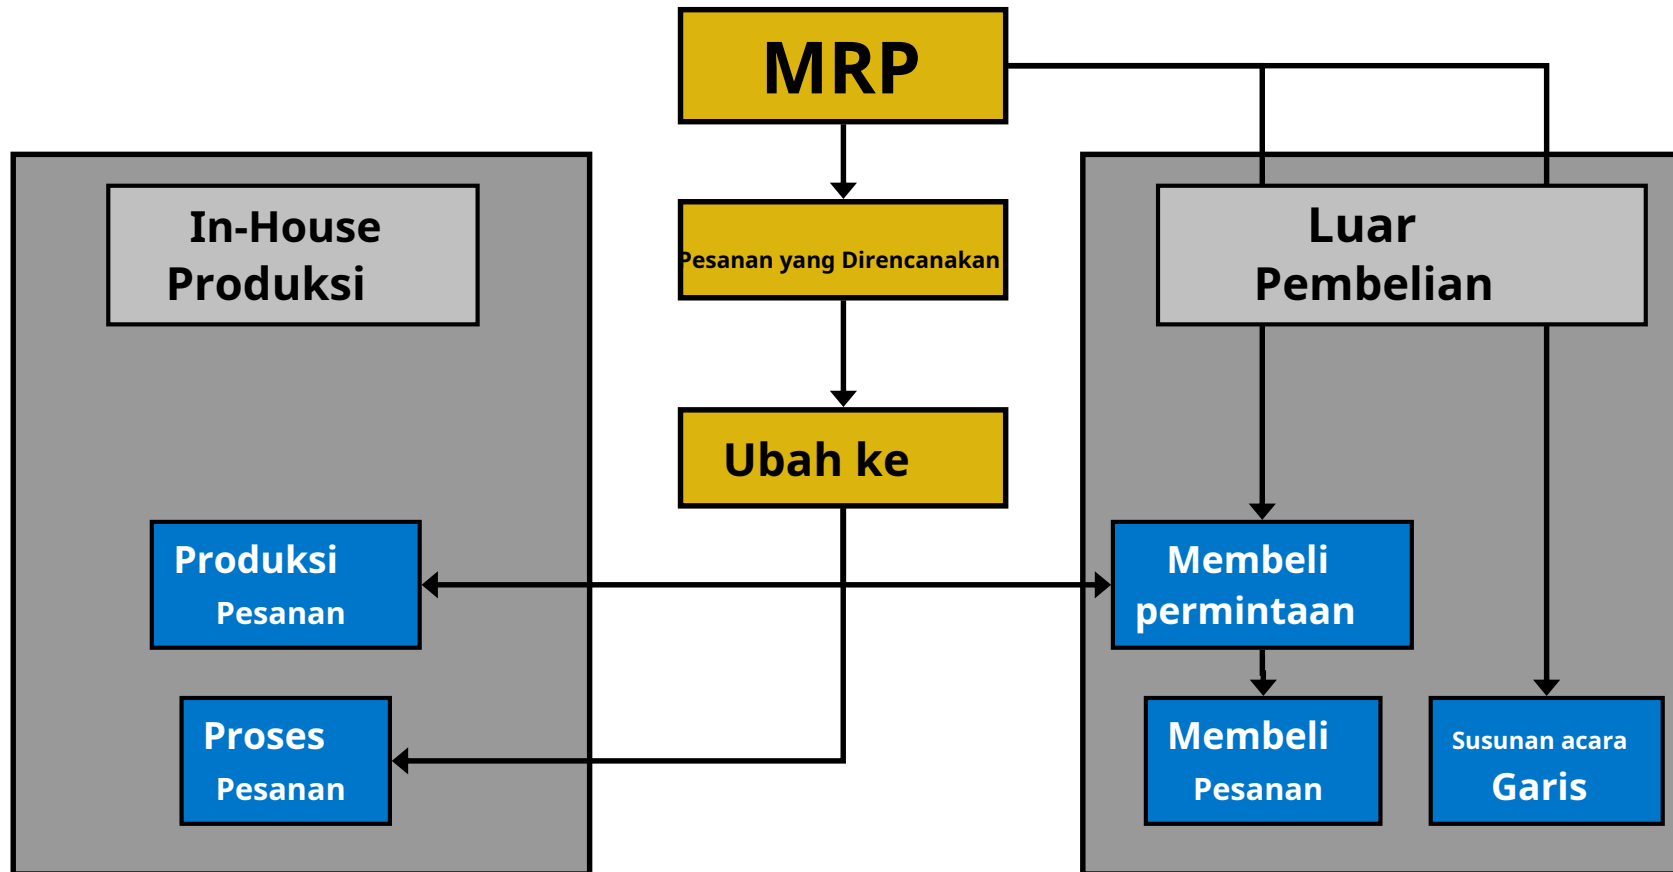 MRP
In-House
Produksi
Pesanan yang Direncanakan
Luar
Pembelian
Ubah ke
Produksi
Pesanan
Membeli
permintaan
Proses
Pesanan
Membeli
Pesanan
Susunan acara
Garis